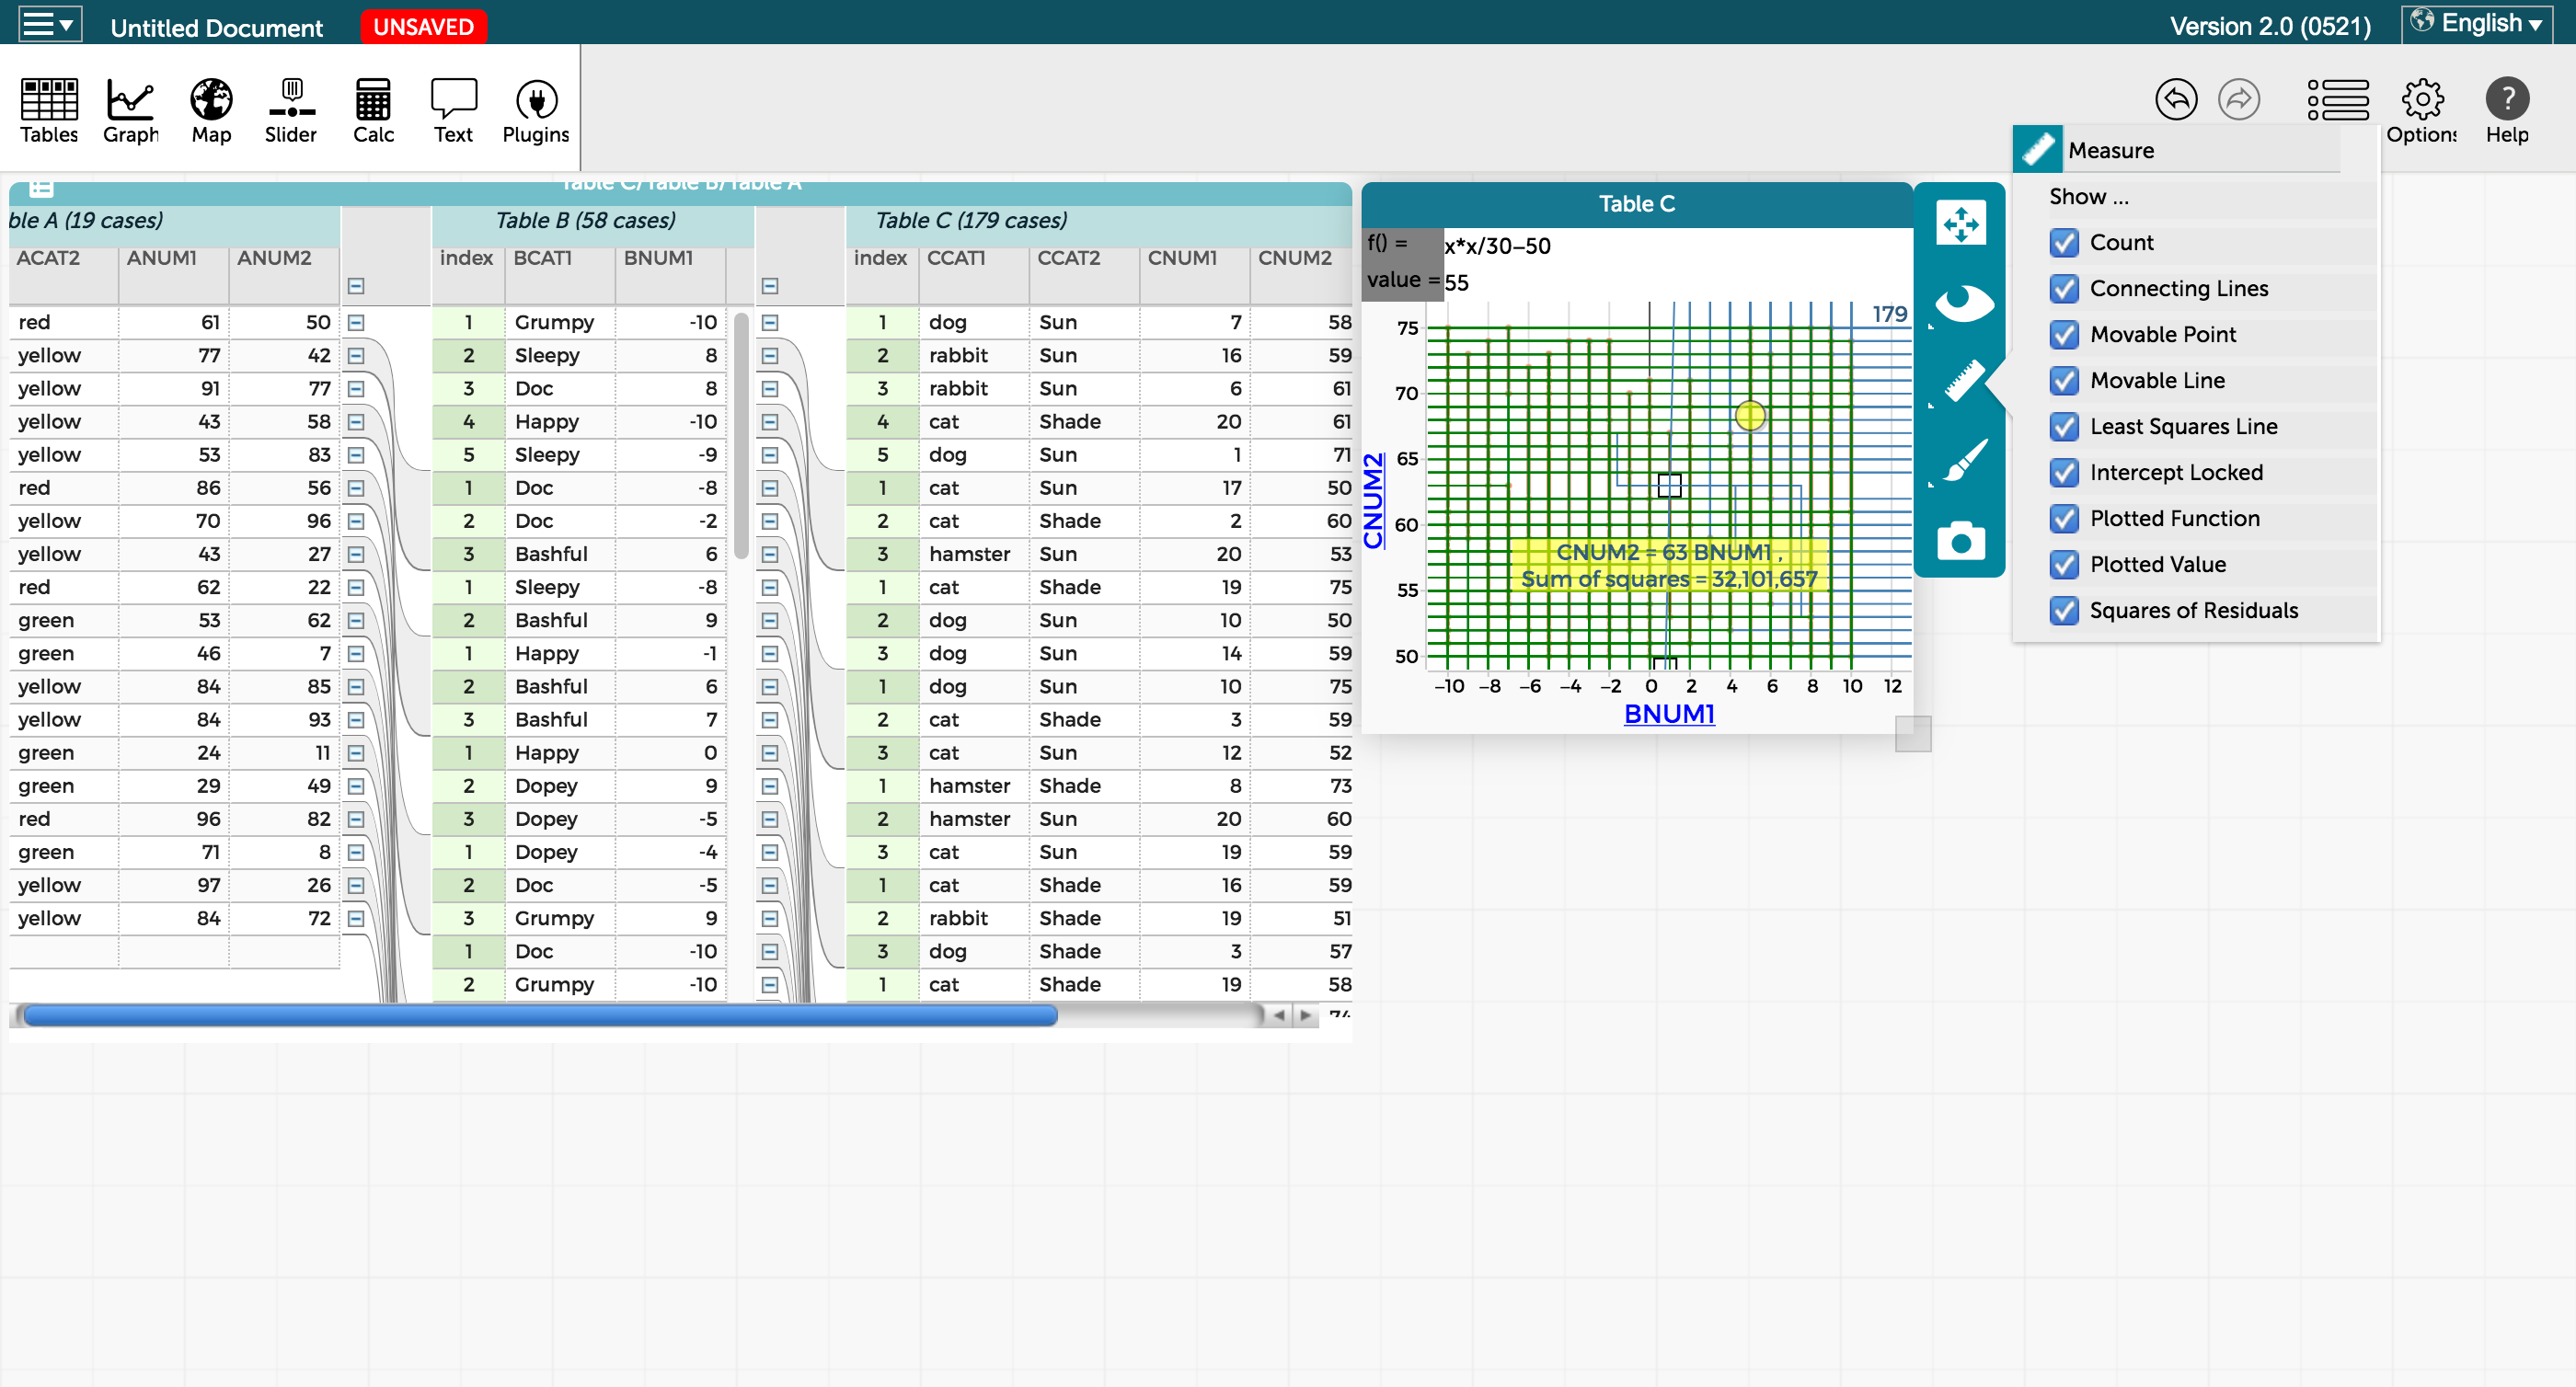 Untitled Document UNSAVED Version 2.0 (0521) English
Tables Graph Map Slider Calc Text Plugins Options Help
Table C/Table B/Table A
ble A (19 cases) Table B (58 cases) Table C (179 cases)
ACAT2 ANUM1 ANUM2 index BCAT1 BNUM1 index CCAT1 CCAT2 CNUM1 CNUM2
red 61 50 1 Grumpy -10 1 dog Sun 7 58
yellow 77 42 2 Sleepy 8 2 rabbit Sun 16 59
yellow 91 77 3 Doc 8 3 rabbit Sun 6 61
yellow 43 58 4 Happy -10 4 cat Shade 20 61
yellow 53 83 5 Sleepy -9 5 dog Sun 1 71
red 86 56 1 Doc -8 1 cat Sun 17 50
yellow 70 96 2 Doc -2 2 cat Shade 2 60
yellow 43 27 3 Bashful 6 3 hamster Sun 20 53
red 62 22 1 Sleepy -8 1 cat Shade 19 75
green 53 62 2 Bashful 9 2 dog Sun 10 50
green 46 7 1 Happy -1 3 dog Sun 14 59
yellow 84 85 2 Bashful 6 1 dog Sun 10 75
yellow 84 93 3 Bashful 7 2 cat Shade 3 59
green 24 11 1 Happy 0 3 cat Sun 12 52
green 29 49 2 Dopey 9 1 hamster Shade 8 73
red 96 82 3 Dopey -5 2 hamster Sun 20 60
green 71 8 1 Dopey -4 3 cat Sun 19 59
yellow 97 26 2 Doc -5 1 cat Shade 16 59
yellow 84 72 3 Grumpy 9 2 rabbit Shade 19 51
1 Doc -10 3 dog Shade 3 57
2 Grumpy -10 1 cat Shade 19 58
74
Table C
f() = x*x/30–50
value = 55
179
75
70
65
60
55
50
CNUM2
CNUM2 = 63 BNUM1 ,
Sum of squares = 32,101,657
−10 −8 −6 −4 −2 0 2 4 6 8 10 12
BNUM1
Measure
Show ...
Count
Connecting Lines
Movable Point
Movable Line
Least Squares Line
Intercept Locked
Plotted Function
Plotted Value
Squares of Residuals